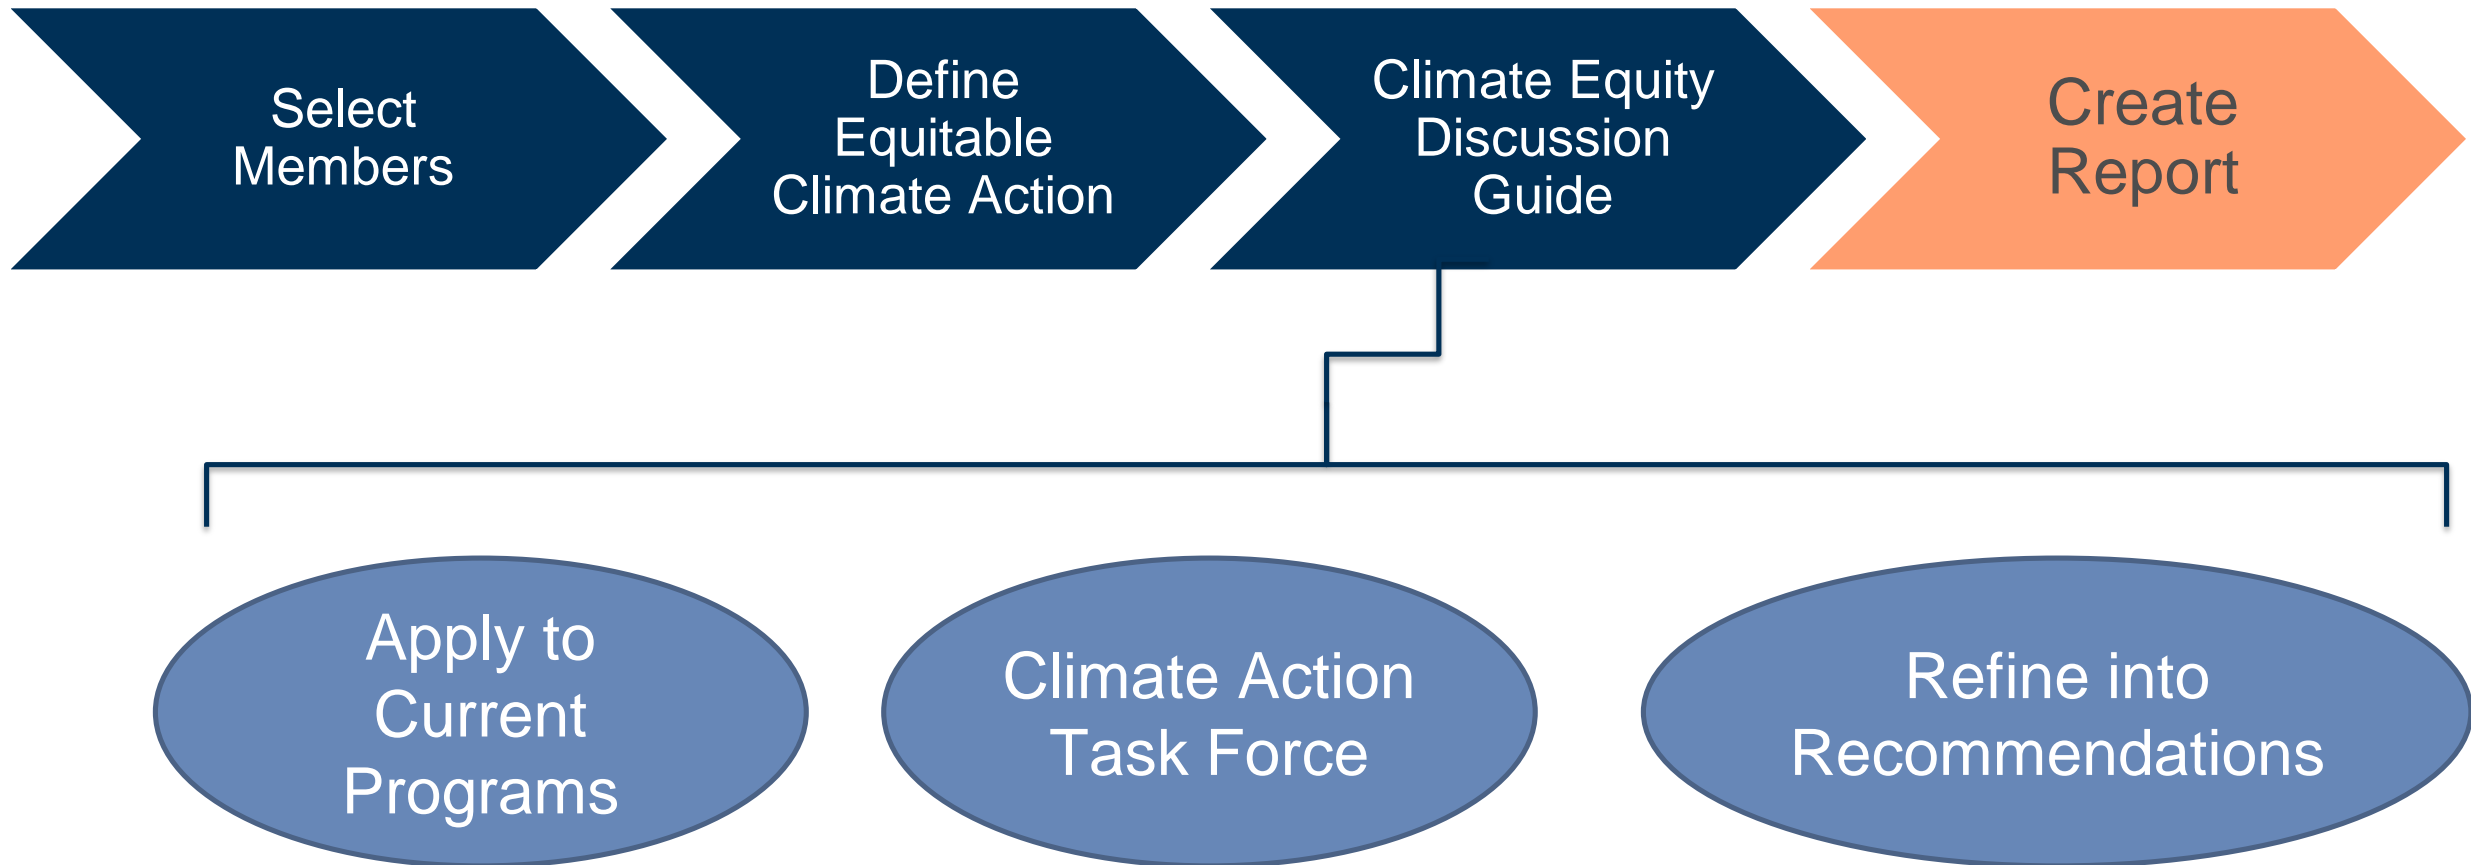 Select
Members
Define
Equitable
Climate Action
Climate Equity
Discussion
Guide
Create
Report
Apply to
Current
Programs
Climate Action
Task Force
Refine into
Recommendations